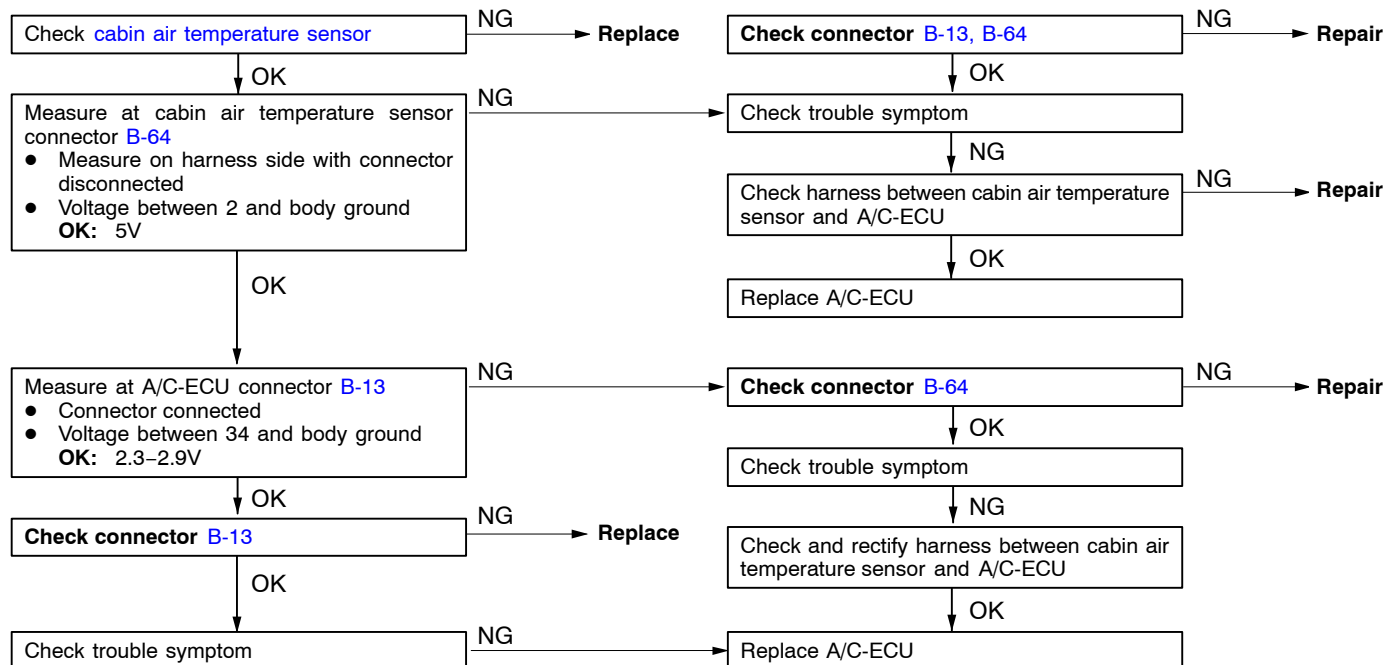 Check cabin air temperature sensor
NG
Replace
OK
Measure at cabin air temperature sensor
connector B-64
● Measure on harness side with connector
disconnected
● Voltage between 2 and body ground
OK: 5V
NG
OK
Check connector B-13, B-64
NG
Repair
OK
Check trouble symptom
NG
Check harness between cabin air temperature
sensor and A/C-ECU
NG
Repair
OK
Replace A/C-ECU
Measure at A/C-ECU connector B-13
● Connector connected
● Voltage between 34 and body ground
OK: 2.3–2.9V
NG
OK
Check connector B-13
NG
Replace
OK
Check trouble symptom
NG
Check connector B-64
NG
Repair
OK
Check trouble symptom
NG
Check and rectify harness between cabin air
temperature sensor and A/C-ECU
OK
Replace A/C-ECU